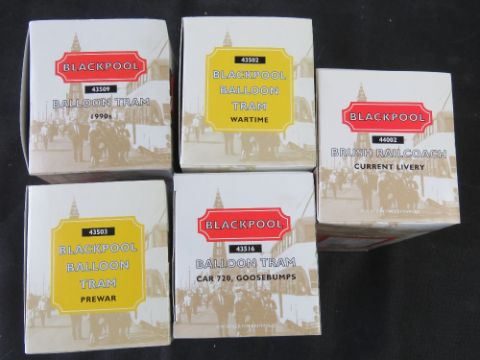 BLACKPOOL
43509
BALLOON TRAM
1990s
43502
BLACKPOOL
BALLOON
TRAM
WARTIME
BLACKPOOL
44002
BRUSH RAILCOACH
CURRENT LIVERY
43503
BLACKPOOL
BALLOON
TRAM
PREWAR
BLACKPOOL
43516
BALLOON TRAM
CAR 720, GOOSEBUMPS